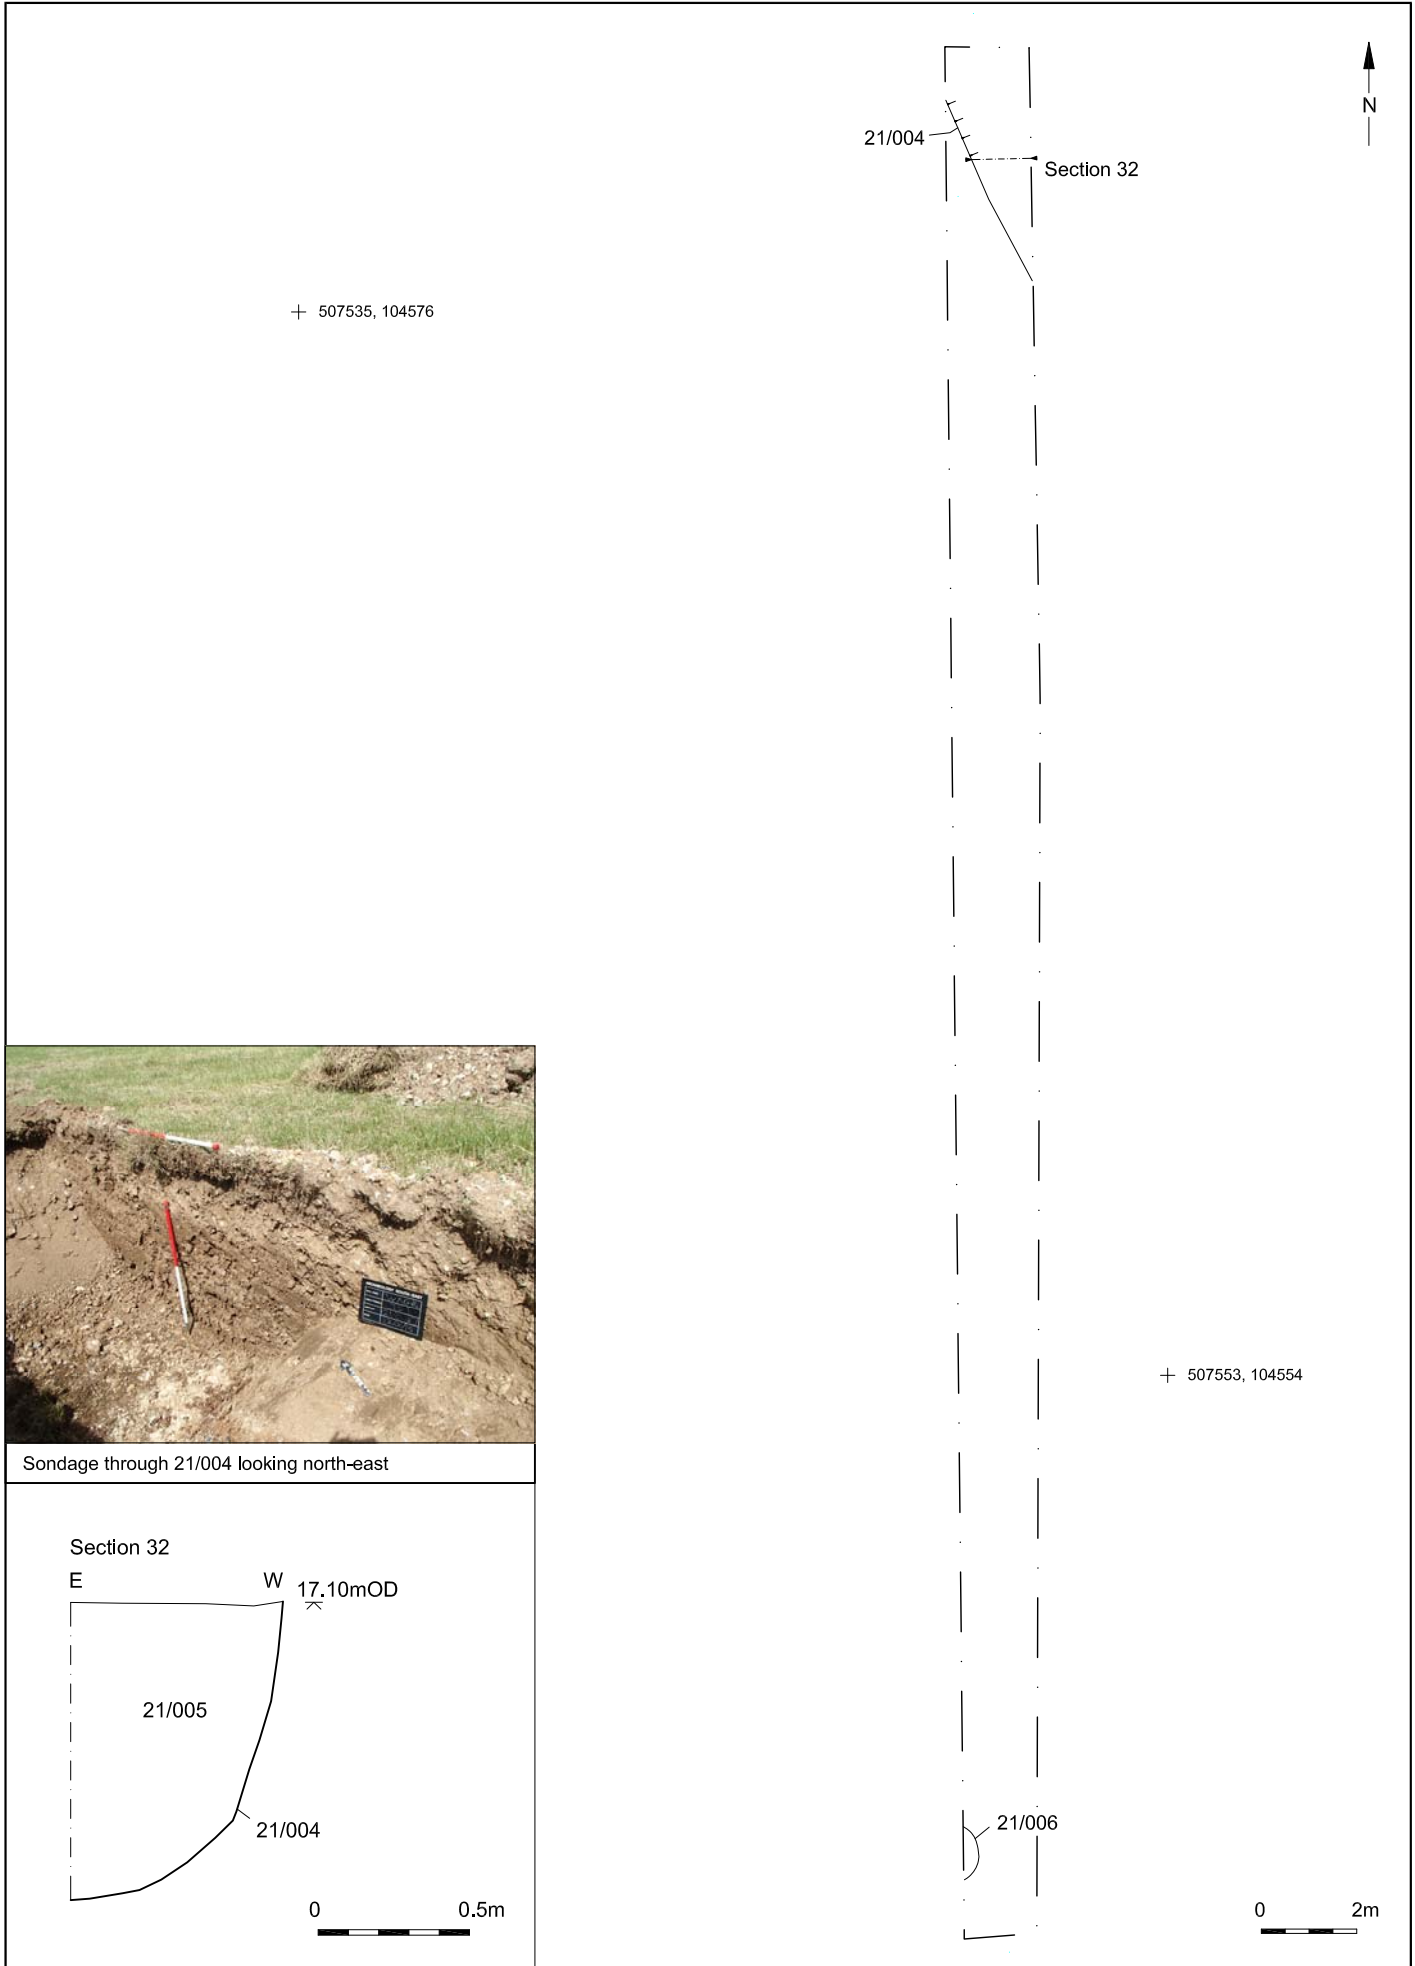 N
21/004
Section 32
507535, 104576
507553, 104554
Sondage through 21/004 looking north-east
Section 32
E W 17.10mOD
21/005
21/004
0 0.5m
21/006
0 2m